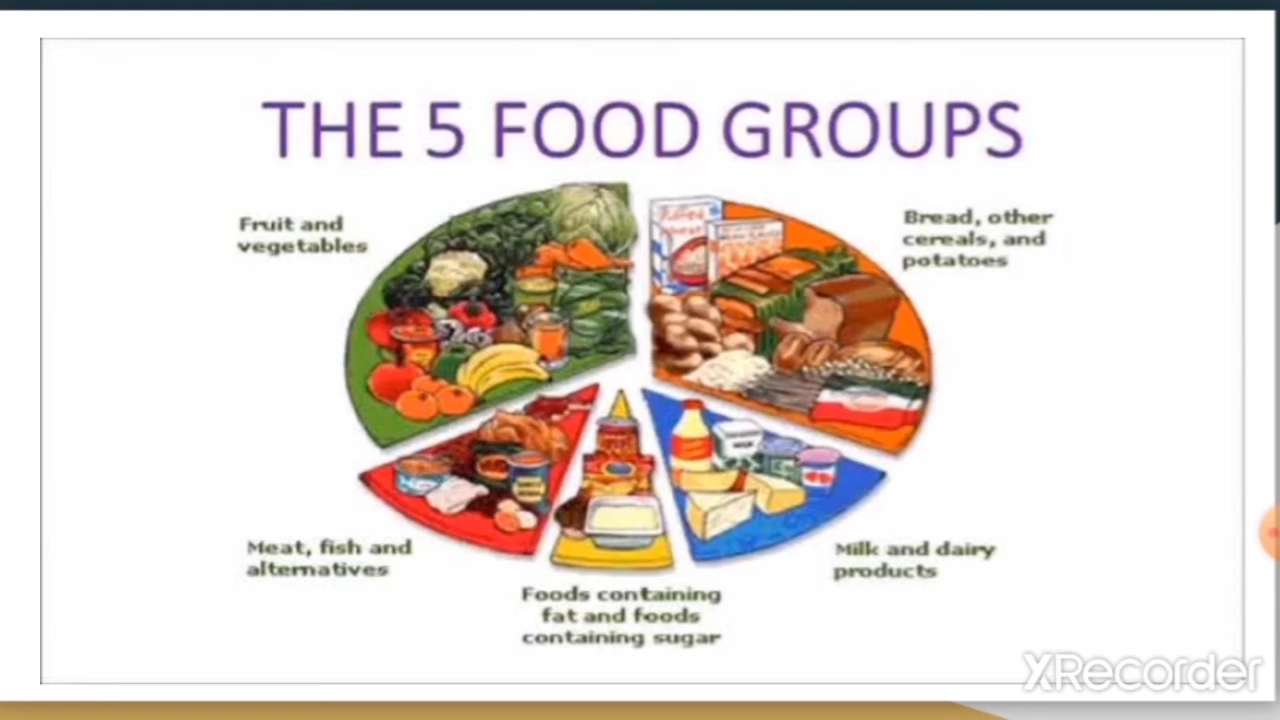 THE 5 FOOD GROUPS
Fruit and
vegetables
Bread, other
cereals, and
potatoes
Meat, fish and
alternatives
Milk and dairy
products
Foods containing
fat and foods
containing sugar
XRecorder